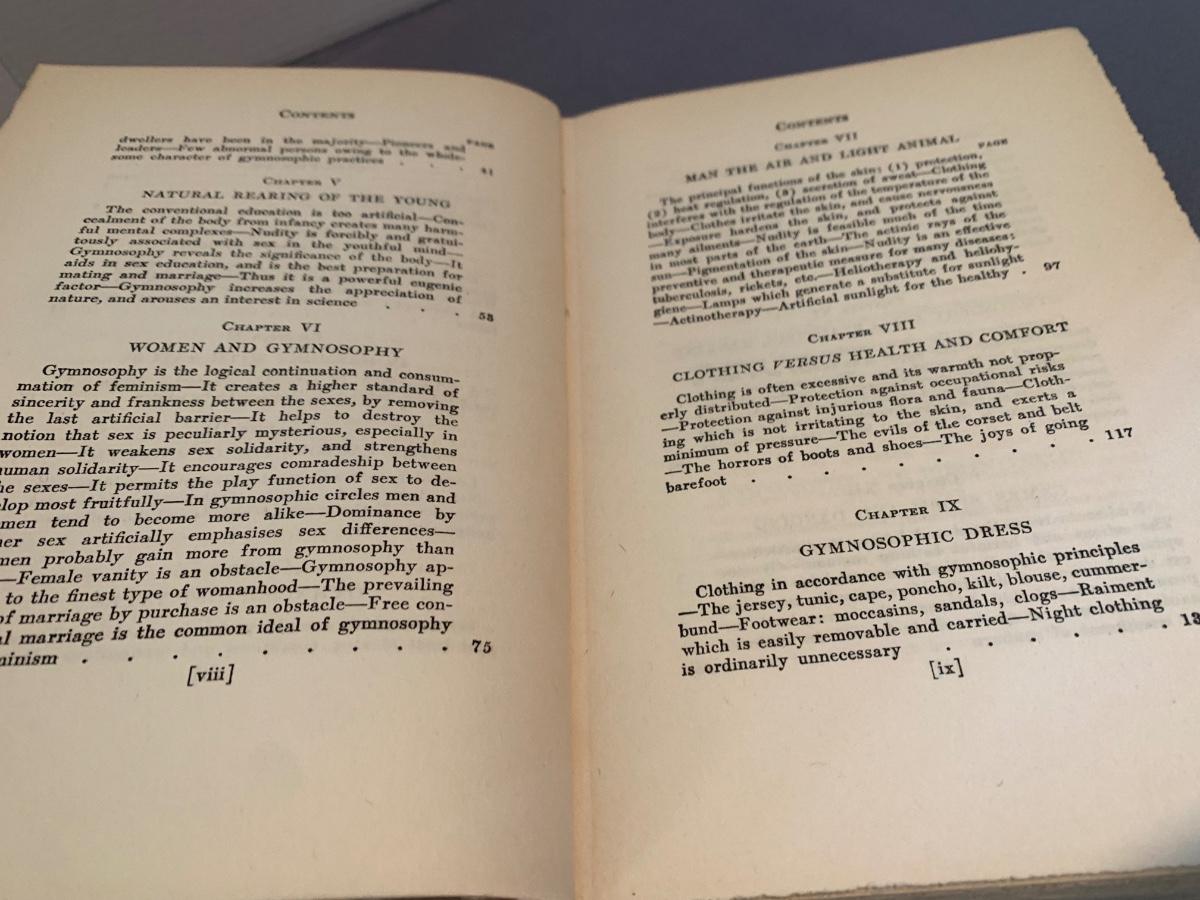 CONTENTS
dwellers have been in the majority—Pioneers and
PAGE
leaders—Few abnormal persons owing to the whole-
some character of gymnosophic practices . . . 41
CHAPTER V
NATURAL REARING OF THE YOUNG
The conventional education is too artificial—Con-
cealment of the body from infancy creates many harm-
ful mental complexes—Nudity is forcibly and gratui-
tously associated with sex in the youthful mind—
Gymnosophy reveals the significance of the body—It
aids in sex education, and is the best preparation for
mating and marriage—Thus it is a powerful eugenic
factor—Gymnosophy increases the appreciation of
nature, and arouses an interest in science . . . 53
CHAPTER VI
WOMEN AND GYMNOSOPHY
Gymnosophy is the logical continuation and consum-
mation of feminism—It creates a higher standard of
sincerity and frankness between the sexes, by removing
the last artificial barrier—It helps to destroy the
notion that sex is peculiarly mysterious, especially in
women—It weakens sex solidarity, and strengthens
human solidarity—It encourages comradeship between
he sexes—It permits the play function of sex to de-
lop most fruitfully—In gymnosophic circles men and
men tend to become more alike—Dominance by
her sex artificially emphasises sex differences—
men probably gain more from gymnosophy than
—Female vanity is an obstacle—Gymnosophy ap-
to the finest type of womanhood—The prevailing
of marriage by purchase is an obstacle—Free con-
l marriage is the common ideal of gymnosophy
minism . . . . . . . . 75
[viii]
CONTENTS
CHAPTER VII
MAN THE AIR AND LIGHT ANIMAL
PAGE
The principal functions of the skin: (1) protection,
(2) heat regulation, (3) secretion of sweat—Clothing
interferes with the regulation of the temperature of the
body—Clothes irritate the skin, and cause nervousness
—Exposure hardens the skin, and protects against
many ailments—Nudity is feasible much of the time
in most parts of the earth—The actinic rays of the
sun—Pigmentation of the skin—Nudity is an effective
preventive and therapeutic measure for many diseases:
tuberculosis, rickets, etc.—Heliotherapy and heliohy-
giene—Lamps which generate a substitute for sunlight
—Actinotherapy—Artificial sunlight for the healthy . 97
CHAPTER VIII
CLOTHING VERSUS HEALTH AND COMFORT
Clothing is often excessive and its warmth not prop-
erly distributed—Protection against occupational risks
—Protection against injurious flora and fauna—Cloth-
ing which is not irritating to the skin, and exerts a
minimum of pressure—The evils of the corset and belt
—The horrors of boots and shoes—The joys of going
barefoot . . . . . . . . . 117
CHAPTER IX
GYMNOSOPHIC DRESS
Clothing in accordance with gymnosophic principles
—The jersey, tunic, cape, poncho, kilt, blouse, cummer-
bund—Footwear: moccasins, sandals, clogs—Raiment
which is easily removable and carried—Night clothing
is ordinarily unnecessary . . . . . . 13
[ix]